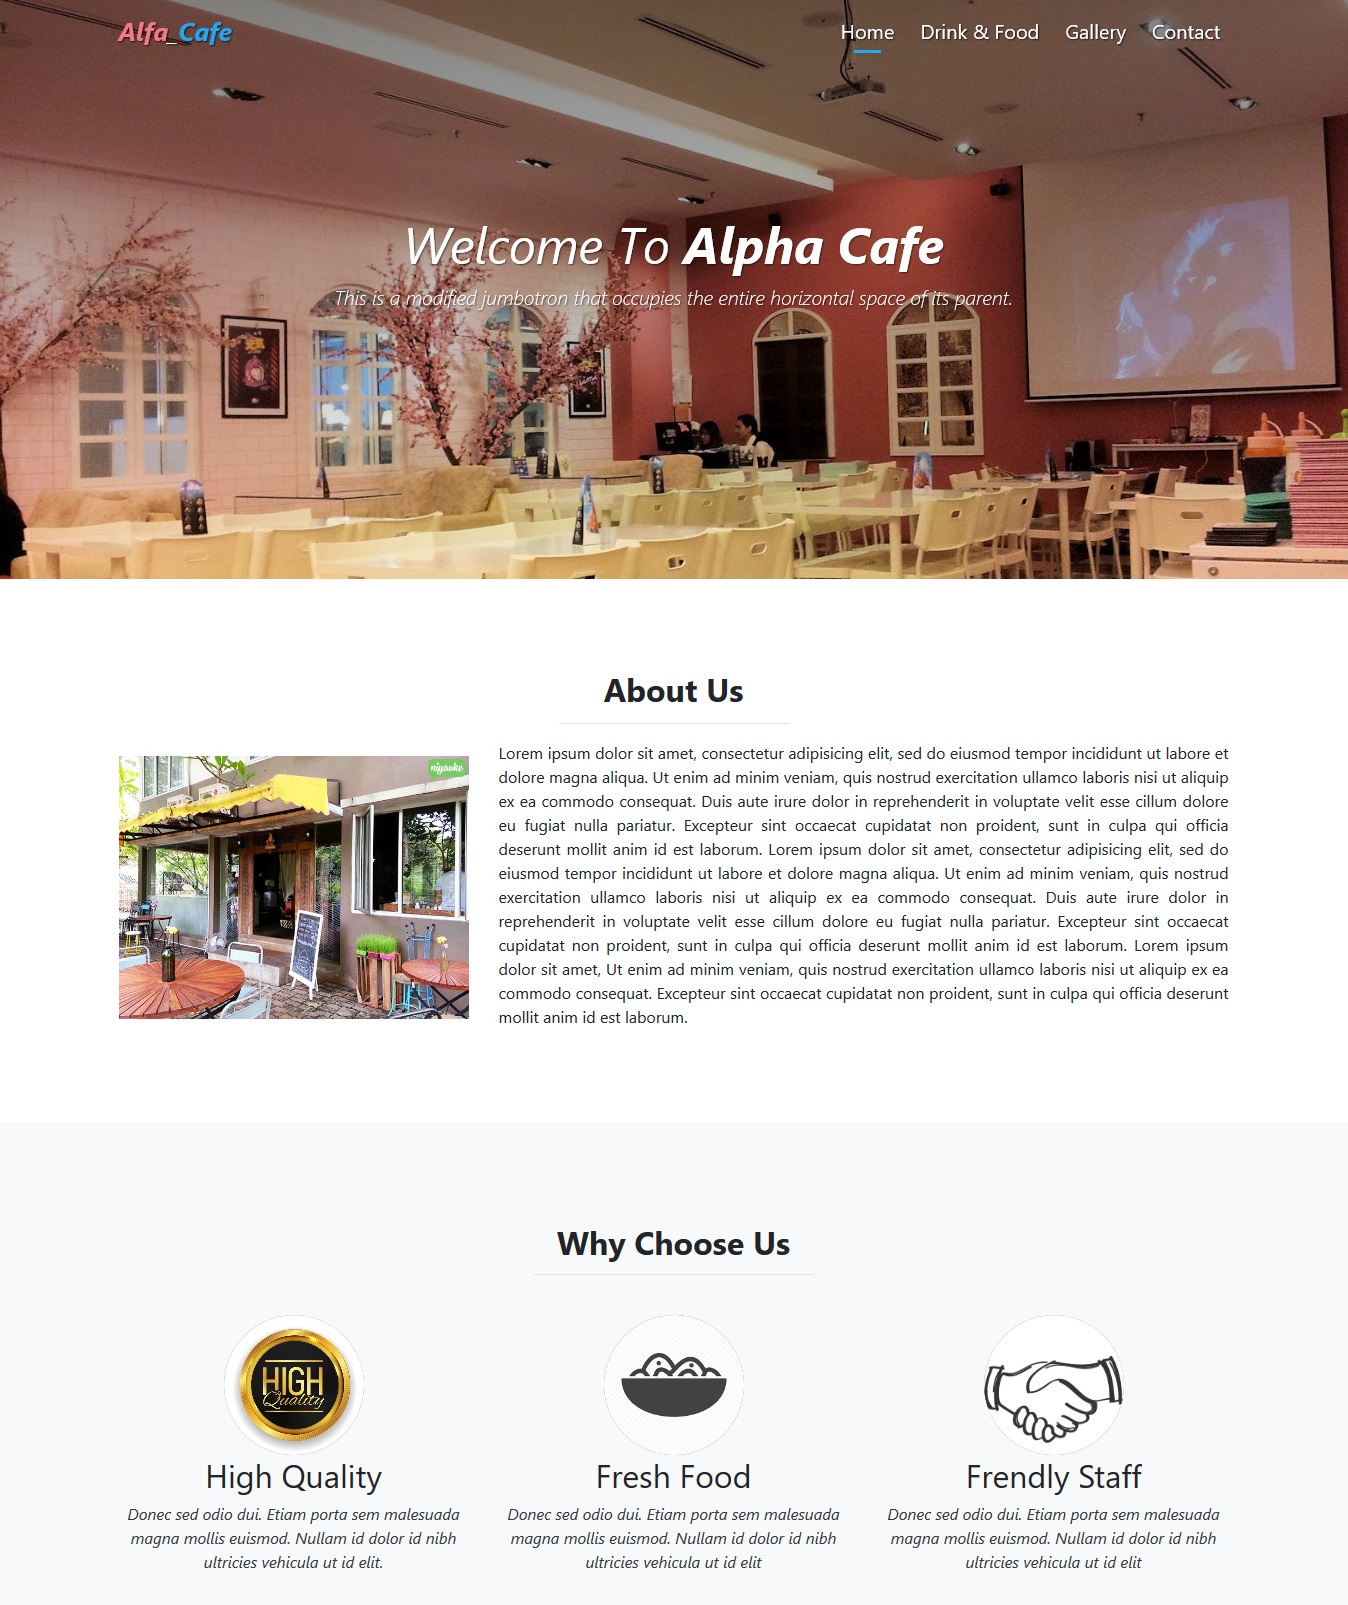 Alfa_Cafe
Home Drink & Food Gallery Contact
Welcome To Alpha Cafe
This is a modified jumbotron that occupies the entire horizontal space of its parent.
About Us
niyaoke
Lorem ipsum dolor sit amet, consectetur adipisicing elit, sed do eiusmod tempor incididunt ut labore et
dolore magna aliqua. Ut enim ad minim veniam, quis nostrud exercitation ullamco laboris nisi ut aliquip
ex ea commodo consequat. Duis aute irure dolor in reprehenderit in voluptate velit esse cillum dolore
eu fugiat nulla pariatur. Excepteur sint occaecat cupidatat non proident, sunt in culpa qui officia
deserunt mollit anim id est laborum. Lorem ipsum dolor sit amet, consectetur adipisicing elit, sed do
eiusmod tempor incididunt ut labore et dolore magna aliqua. Ut enim ad minim veniam, quis nostrud
exercitation ullamco laboris nisi ut aliquip ex ea commodo consequat. Duis aute irure dolor in
reprehenderit in voluptate velit esse cillum dolore eu fugiat nulla pariatur. Excepteur sint occaecat
cupidatat non proident, sunt in culpa qui officia deserunt mollit anim id est laborum. Lorem ipsum
dolor sit amet, Ut enim ad minim veniam, quis nostrud exercitation ullamco laboris nisi ut aliquip ex ea
commodo consequat. Excepteur sint occaecat cupidatat non proident, sunt in culpa qui officia deserunt
mollit anim id est laborum.
Why Choose Us
HIGH
Quality
High Quality
Donec sed odio dui. Etiam porta sem malesuada
magna mollis euismod. Nullam id dolor id nibh
ultricies vehicula ut id elit.
Fresh Food
Donec sed odio dui. Etiam porta sem malesuada
magna mollis euismod. Nullam id dolor id nibh
ultricies vehicula ut id elit
Frendly Staff
Donec sed odio dui. Etiam porta sem malesuada
magna mollis euismod. Nullam id dolor id nibh
ultricies vehicula ut id elit